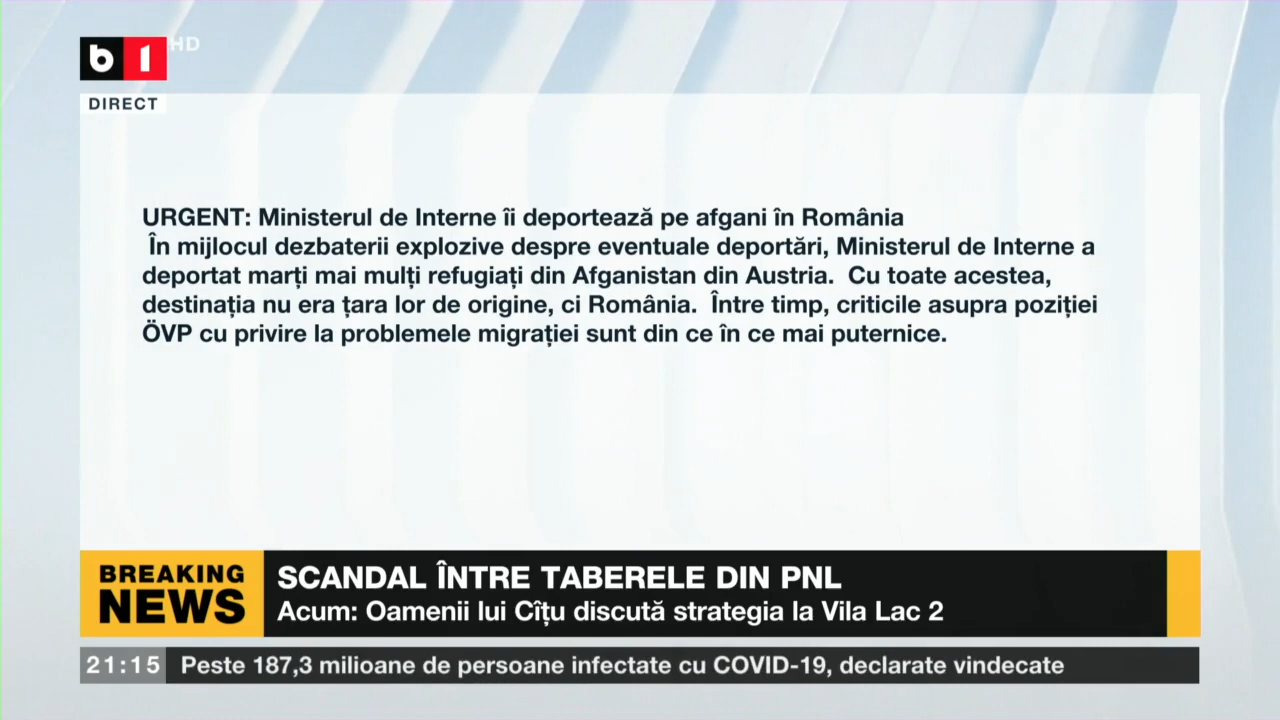 b1 HD
DIRECT
URGENT: Ministerul de Interne îi deportează pe afgani în România
În mijlocul dezbaterii explozive despre eventuale deportări, Ministerul de Interne a
deportat marți mai mulți refugiați din Afganistan din Austria. Cu toate acestea,
destinația nu era țara lor de origine, ci România. Între timp, criticile asupra poziției
ÖVP cu privire la problemele migrației sunt din ce în ce mai puternice.
BREAKING
NEWS
SCANDAL ÎNTRE TABERELE DIN PNL
Acum: Oamenii lui Cîțu discută strategia la Vila Lac 2
21:15 Peste 187,3 milioane de persoane infectate cu COVID-19, declarate vindecate